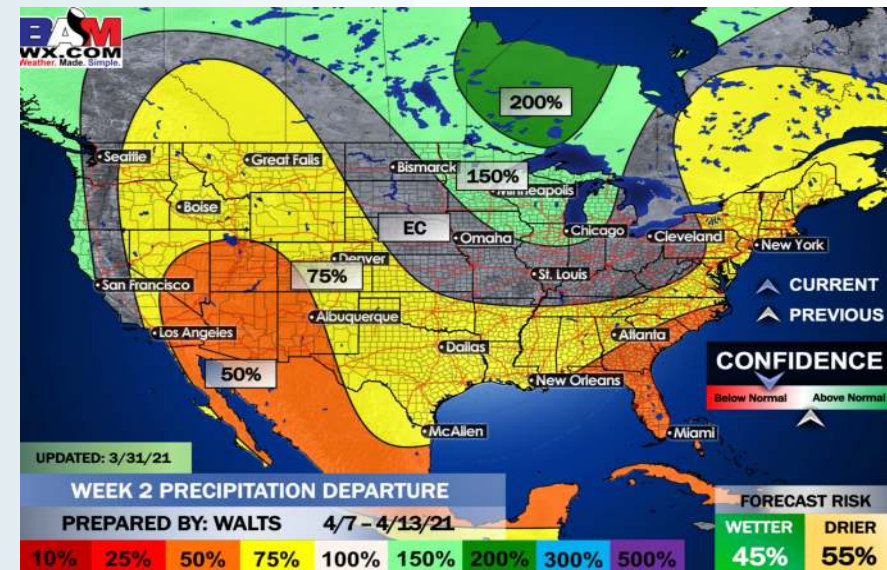 BAM
WX.COM
Weather. Made. Simple.
200%
Seattle
Great Falls
Bismarck
150%
Minneapolis
Boise
EC
Omaha
Chicago
Cleveland
New York
Denver
75%
St. Louis
San Francisco
CURRENT
PREVIOUS
Los Angeles
Albuquerque
Atlanta
Dallas
50%
New Orleans
CONFIDENCE
Below Normal Above Normal
McAllen
Miami
UPDATED: 3/31/21
WEEK 2 PRECIPITATION DEPARTURE
PREPARED BY: WALTS 4/7 - 4/13/21
FORECAST RISK
WETTER DRIER
45% 55%
10% 25% 50% 75% 100% 150% 200% 300% 500%